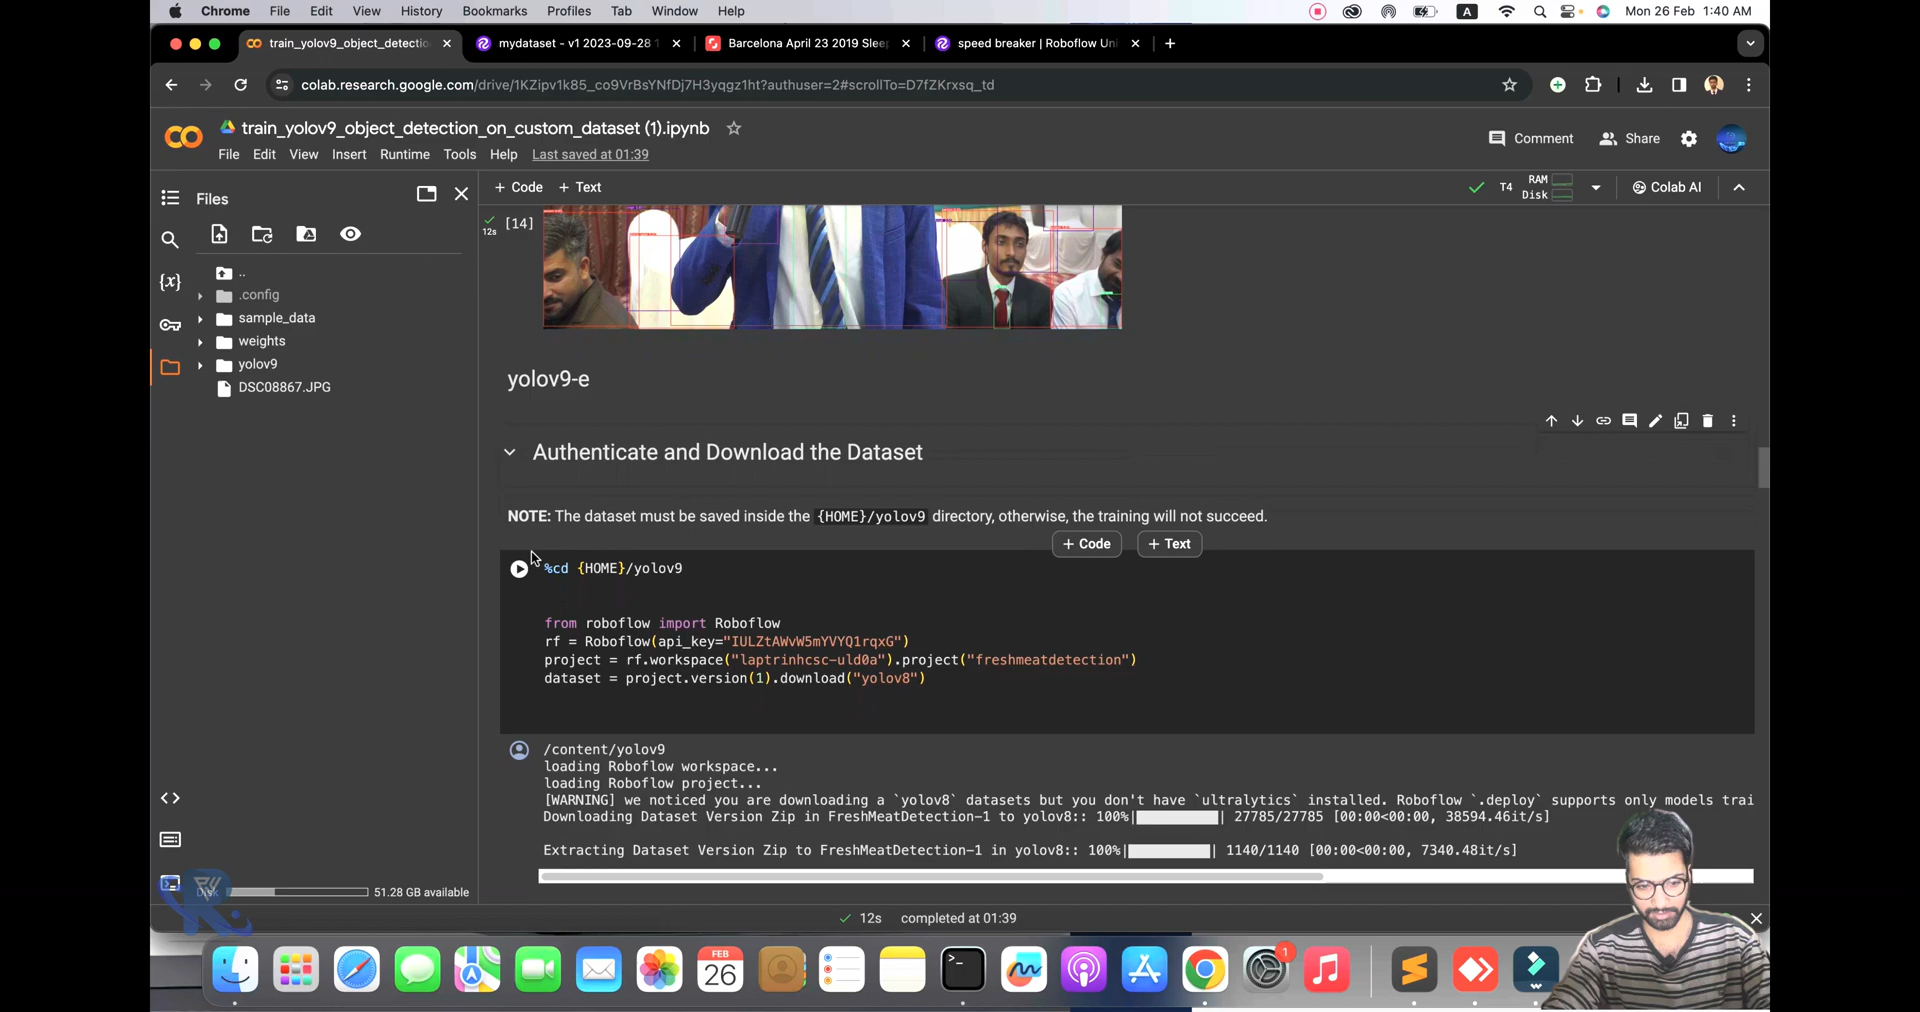 Chrome File Edit View History Bookmarks Profiles Tab Window Help
A Mon 26 Feb 1:40 AM
train_yolov9_object_detectio
mydataset - v1 2023-09-28 1
Barcelona April 23 2019 Slee
speed breaker | Roboflow Uni
colab.research.google.com/drive/1KZipv1k85_co9VrBsYNfDj7H3yqgz1ht?authuser=2#scrollTo=D7fZKrxsq_td
train_yolov9_object_detection_on_custom_dataset (1).ipynb
Comment Share
File Edit View Insert Runtime Tools Help Last saved at 01:39
Files
+ Code + Text
T4 RAM Disk Colab AI
..
.config
sample_data
weights
yolov9
DSC08867.JPG
{x}
12s
[14]
yolov9-e
Authenticate and Download the Dataset
NOTE: The dataset must be saved inside the {HOME}/yolov9 directory, otherwise, the training will not succeed.
+ Code + Text
%cd {HOME}/yolov9
from roboflow import Roboflow
rf = Roboflow(api_key="IULZtAWvW5mYVYQ1rqxG")
project = rf.workspace("laptrinhcsc-uld0a").project("freshmeatdetection")
dataset = project.version(1).download("yolov8")
/content/yolov9
loading Roboflow workspace...
loading Roboflow project...
[WARNING] we noticed you are downloading a `yolov8` datasets but you don't have `ultralytics` installed. Roboflow `.deploy` supports only models trai
Downloading Dataset Version Zip in FreshMeatDetection-1 to yolov8:: 100%| | 27785/27785 [00:00<00:00, 38594.46it/s]
Extracting Dataset Version Zip to FreshMeatDetection-1 in yolov8:: 100%| | 1140/1140 [00:00<00:00, 7340.48it/s]
Disk 51.28 GB available
12s completed at 01:39
FEB
26
1